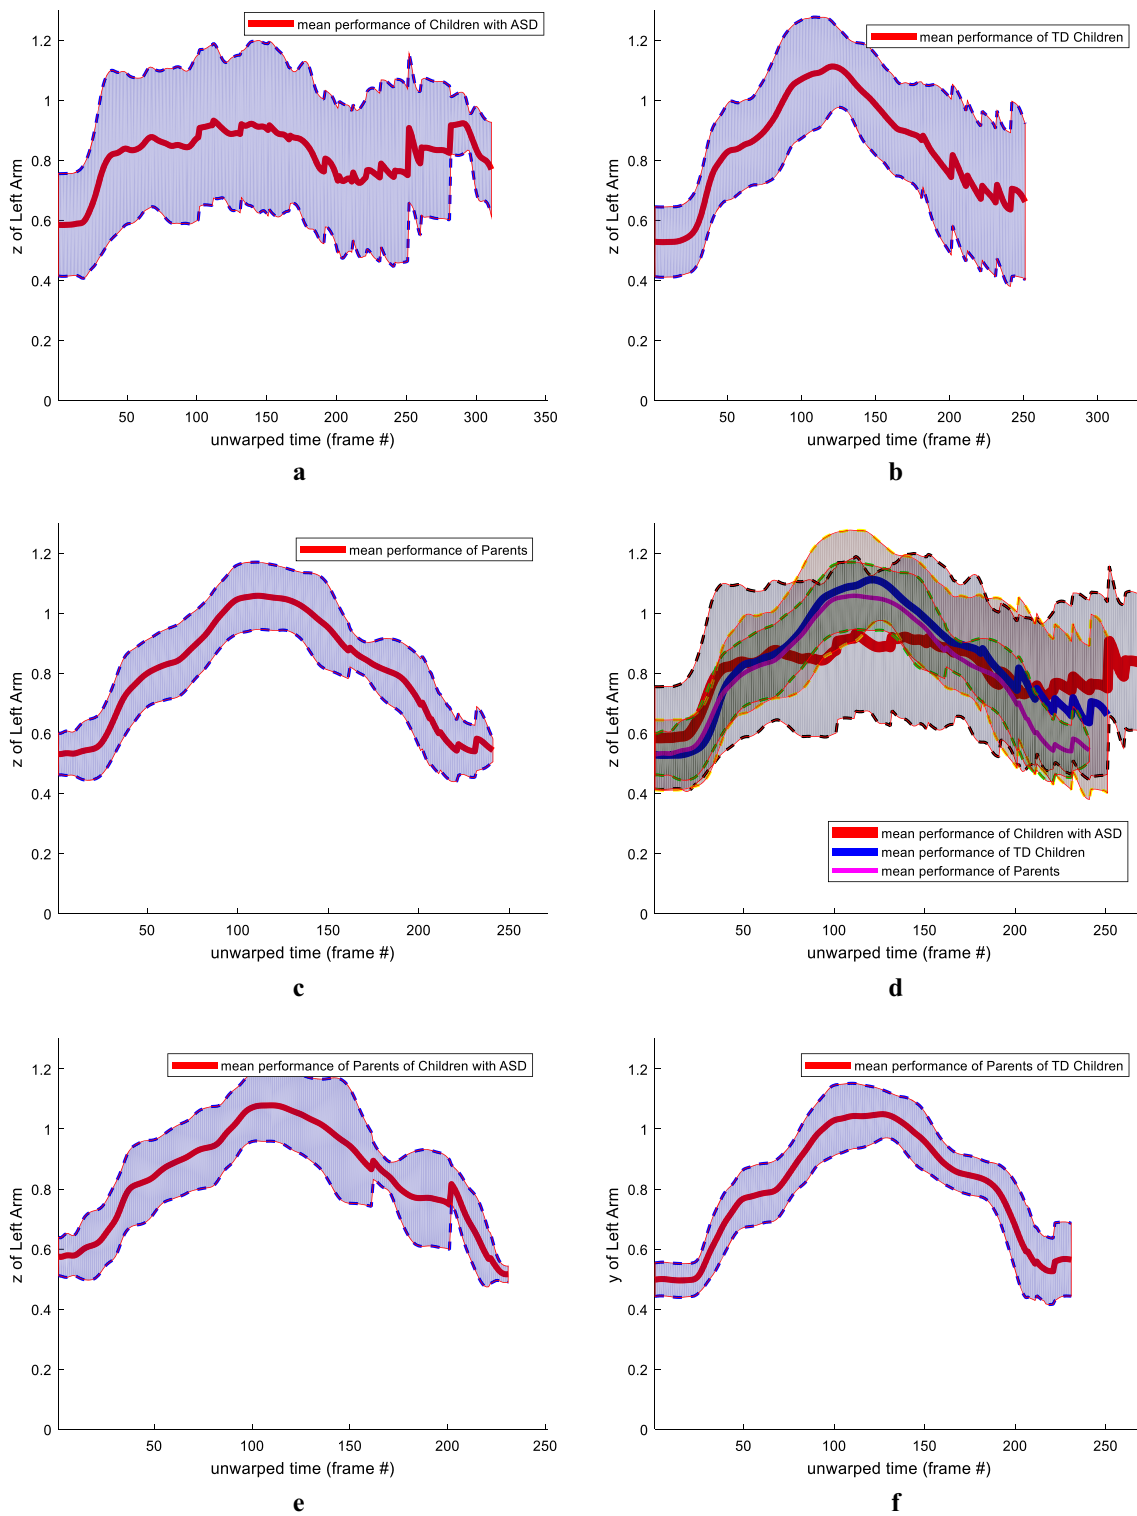 mean performance of Children with ASD
1.2
1
0.8
0.6
0.4
0.2
0
z of Left Arm
50 100 150 200 250 300 350
unwarped time (frame #)
a
mean performance of TD Children
1.2
1
0.8
0.6
0.4
0.2
0
z of Left Arm
50 100 150 200 250 300
unwarped time (frame #)
b
mean performance of Parents
1.2
1
0.8
0.6
0.4
0.2
0
z of Left Arm
50 100 150 200 250
unwarped time (frame #)
c
1.2
1
0.8
0.6
0.4
0.2
0
z of Left Arm
mean performance of Children with ASD
mean performance of TD Children
mean performance of Parents
50 100 150 200 250
unwarped time (frame #)
d
mean performance of Parents of Children with ASD
1.2
1
0.8
0.6
0.4
0.2
0
z of Left Arm
50 100 150 200 250
unwarped time (frame #)
e
mean performance of Parents of TD Children
1.2
1
0.8
0.6
0.4
0.2
0
y of Left Arm
50 100 150 200 250
unwarped time (frame #)
f